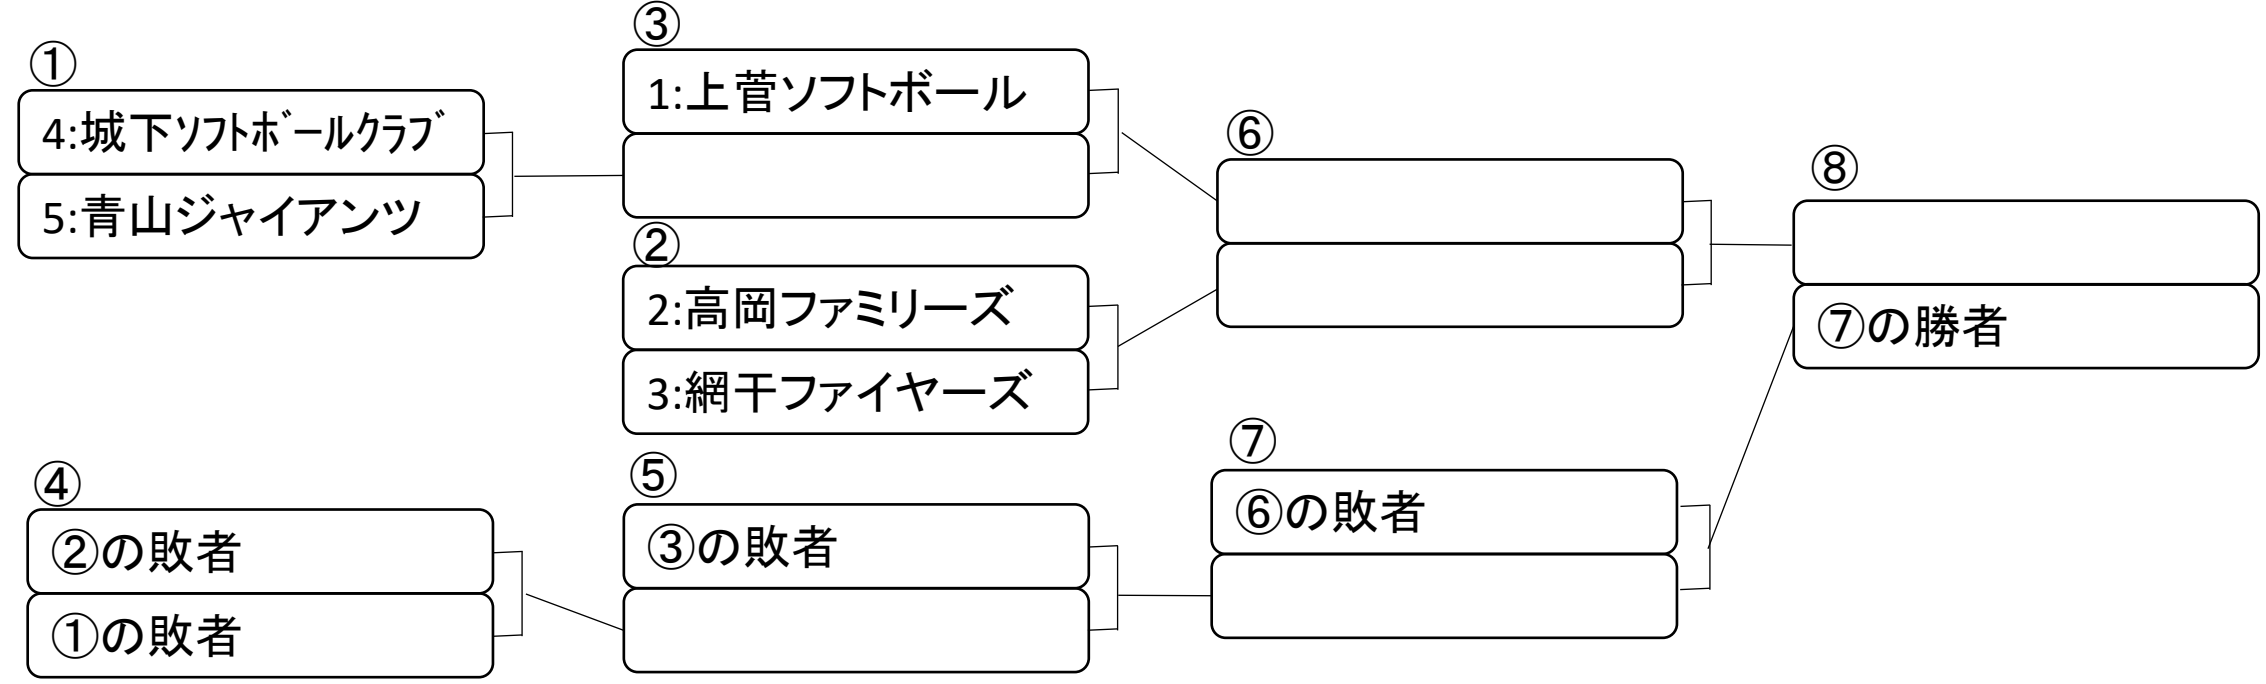 ①
4:城下ｿﾌﾄﾎﾞｰﾙｸﾗﾌﾞ
5:青山ジャイアンツ
③
1:上菅ソフトボール
②
2:高岡ファミリーズ
3:網干ファイヤーズ
⑥
⑧
⑦の勝者
④
②の敗者
①の敗者
⑤
③の敗者
⑦
⑥の敗者